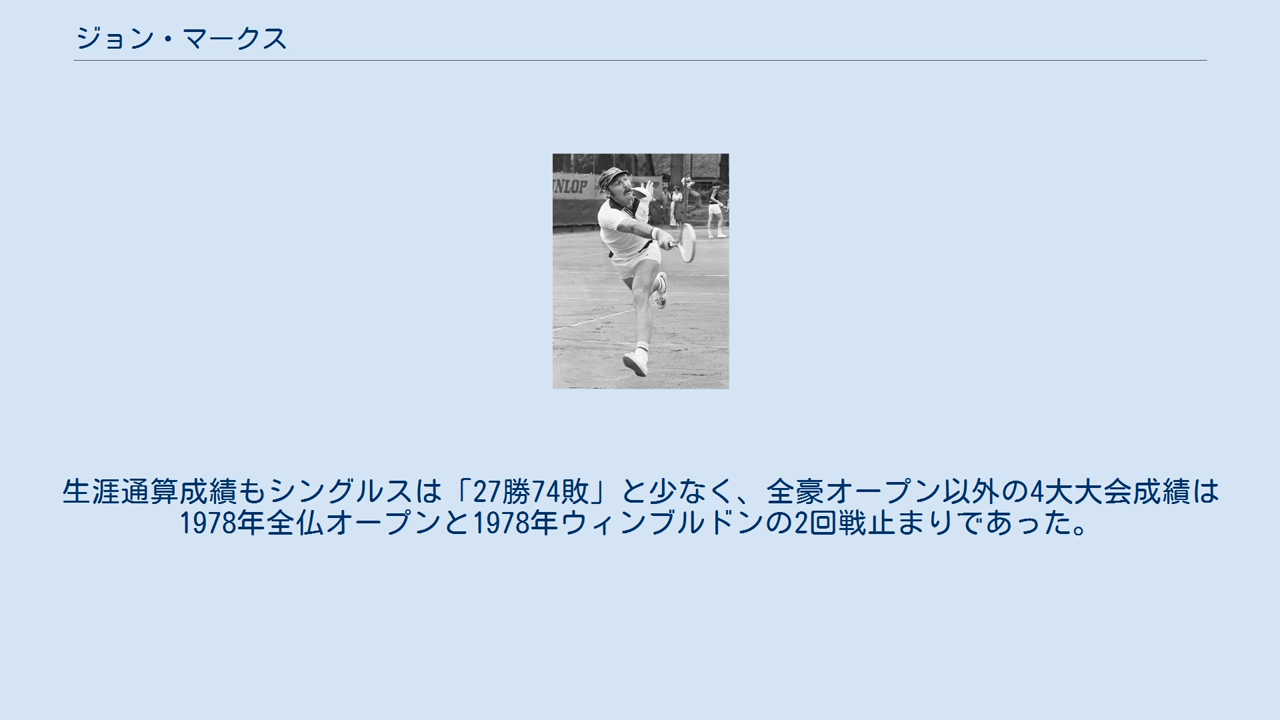 ジョン・マークス
NLOP
生涯通算成績もシングルスは「27勝74敗」と少なく、全豪オープン以外の4大大会成績は
1978年全仏オープンと1978年ウィンブルドンの2回戦止まりであった。